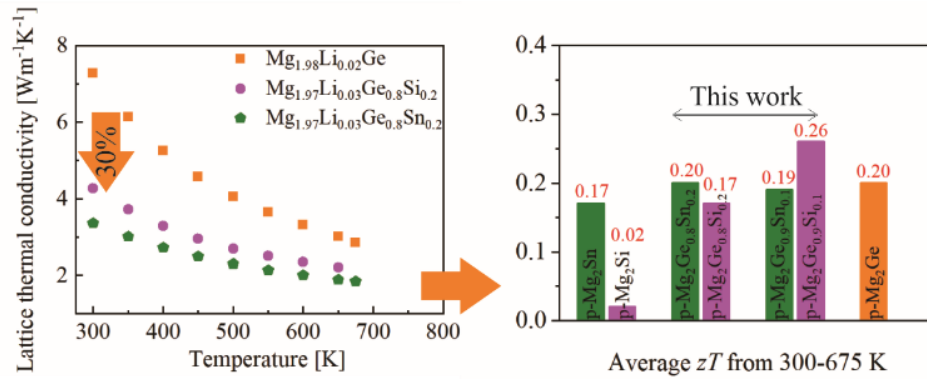 Lattice thermal conductivity [Wm⁻¹K⁻¹]
8
6
4
2
Mg₁.₉₈Li₀.₀₂Ge
Mg₁.₉₇Li₀.₀₃Ge₀.₈Si₀.₂
Mg₁.₉₇Li₀.₀₃Ge₀.₈Sn₀.₂
30%
300 400 500 600 700 800
Temperature [K]
0.4
0.3
0.2
0.1
0.0
This work
0.17
0.02
0.20
0.17
0.19
0.26
0.20
p-Mg₂Sn
p-Mg₂Si
p-Mg₂Ge₀.₈Sn₀.₂
p-Mg₂Ge₀.₈Si₀.₂
p-Mg₂Ge₀.₉Sn₀.₁
p-Mg₂Ge₀.₉Si₀.₁
p-Mg₂Ge
Average zT from 300-675 K